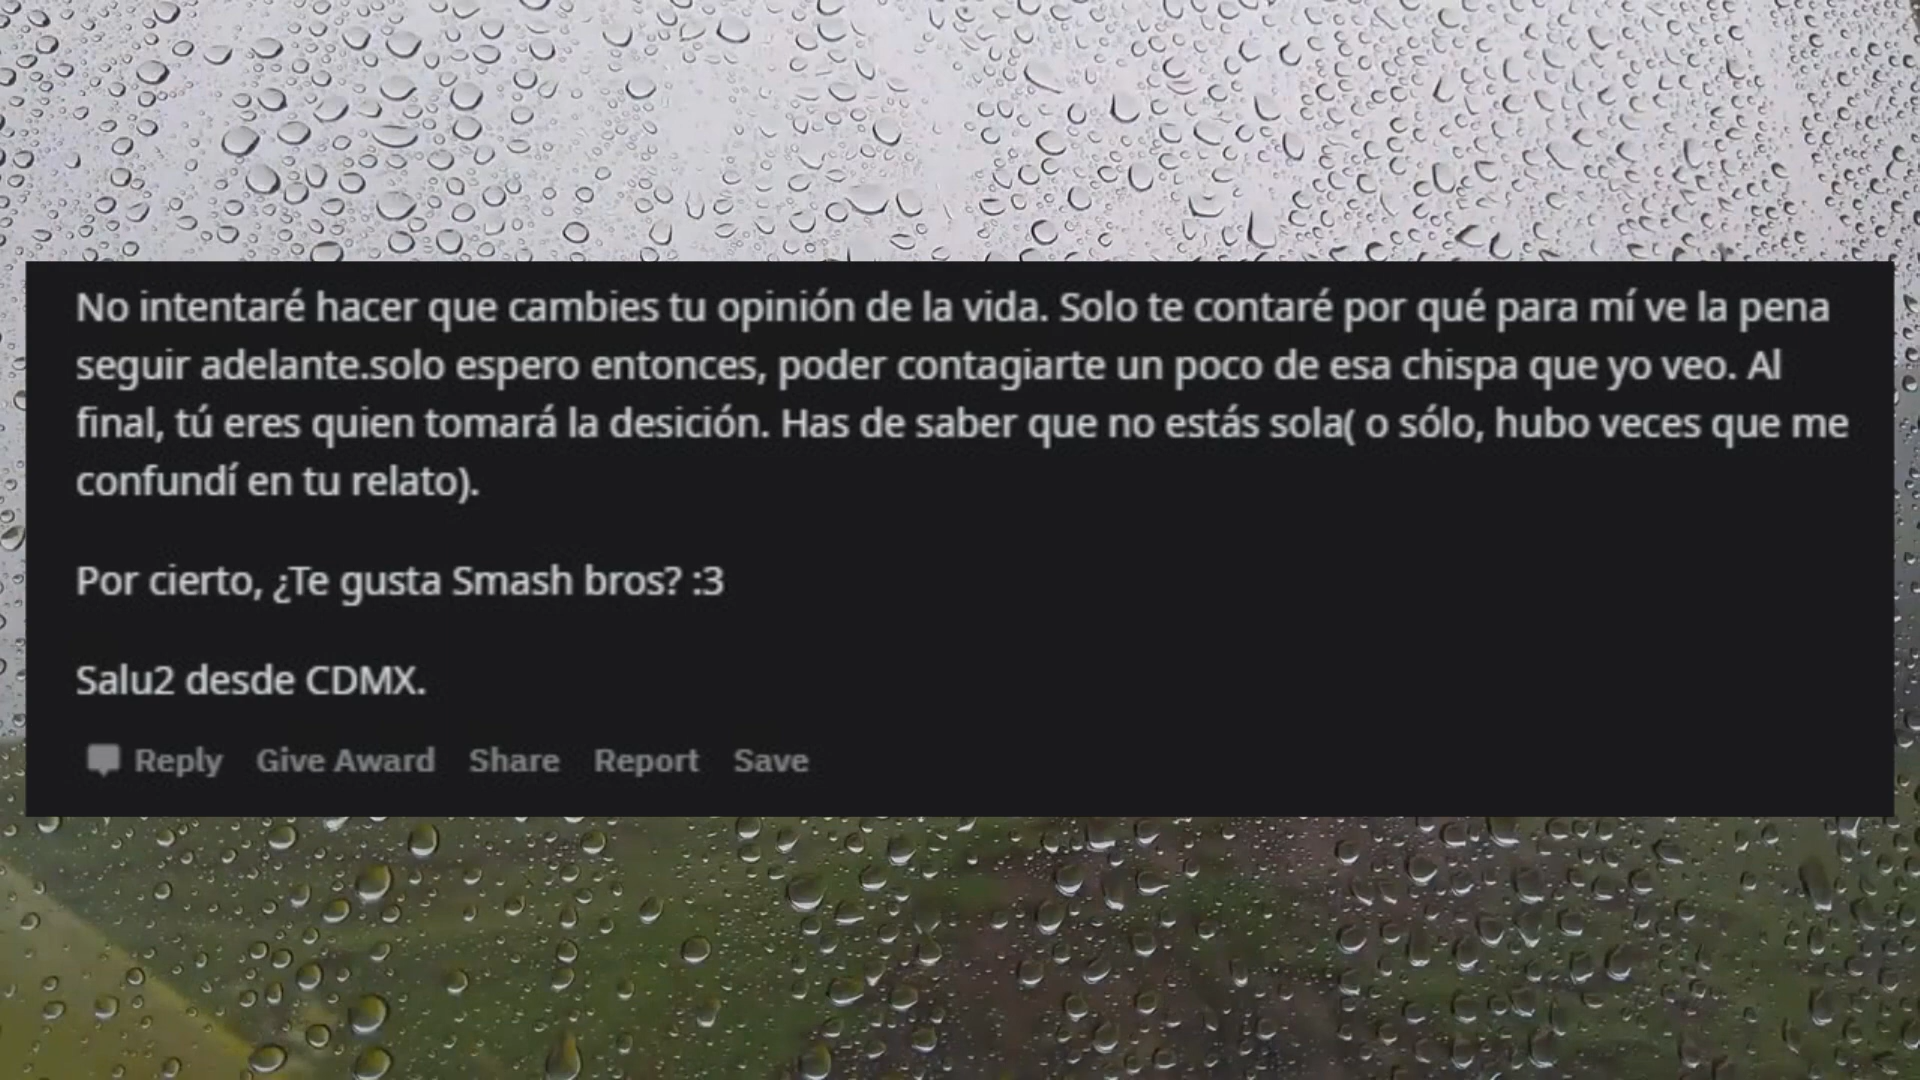 No intentaré hacer que cambies tu opinión de la vida. Solo te contaré por qué para mí ve la pena
seguir adelante.solo espero entonces, poder contagiarte un poco de esa chispa que yo veo. Al
final, tú eres quien tomará la desición. Has de saber que no estás sola( o sólo, hubo veces que me
confundí en tu relato).
Por cierto, ¿Te gusta Smash bros? :3
Salu2 desde CDMX.
Reply Give Award Share Report Save